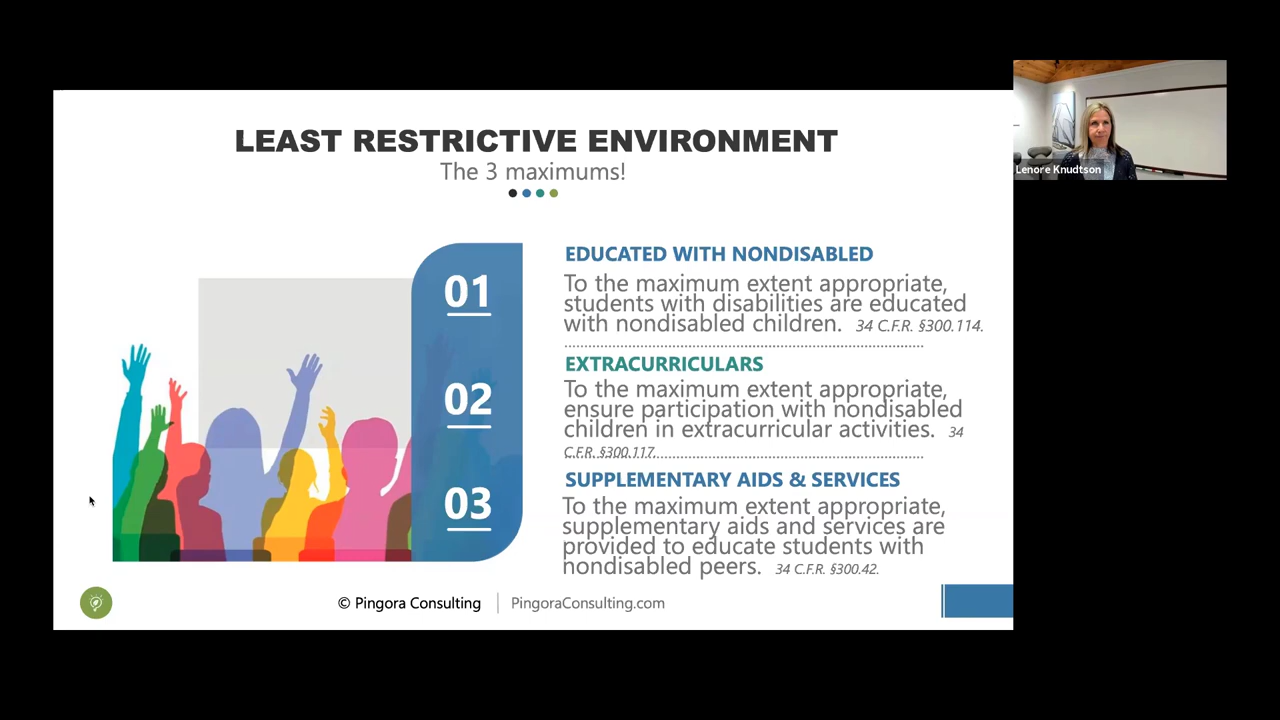 LEAST RESTRICTIVE ENVIRONMENT
The 3 maximums!
01
EDUCATED WITH NONDISABLED
To the maximum extent appropriate,
students with disabilities are educated
with nondisabled children. 34 C.F.R. §300.114.
02
EXTRACURRICULARS
To the maximum extent appropriate,
ensure participation with nondisabled
children in extracurricular activities. 34
C.F.R. §300.117.
03
SUPPLEMENTARY AIDS & SERVICES
To the maximum extent appropriate,
supplementary aids and services are
provided to educate students with
nondisabled peers. 34 C.F.R. §300.42.
© Pingora Consulting
PingoraConsulting.com
Lenore Knudtson